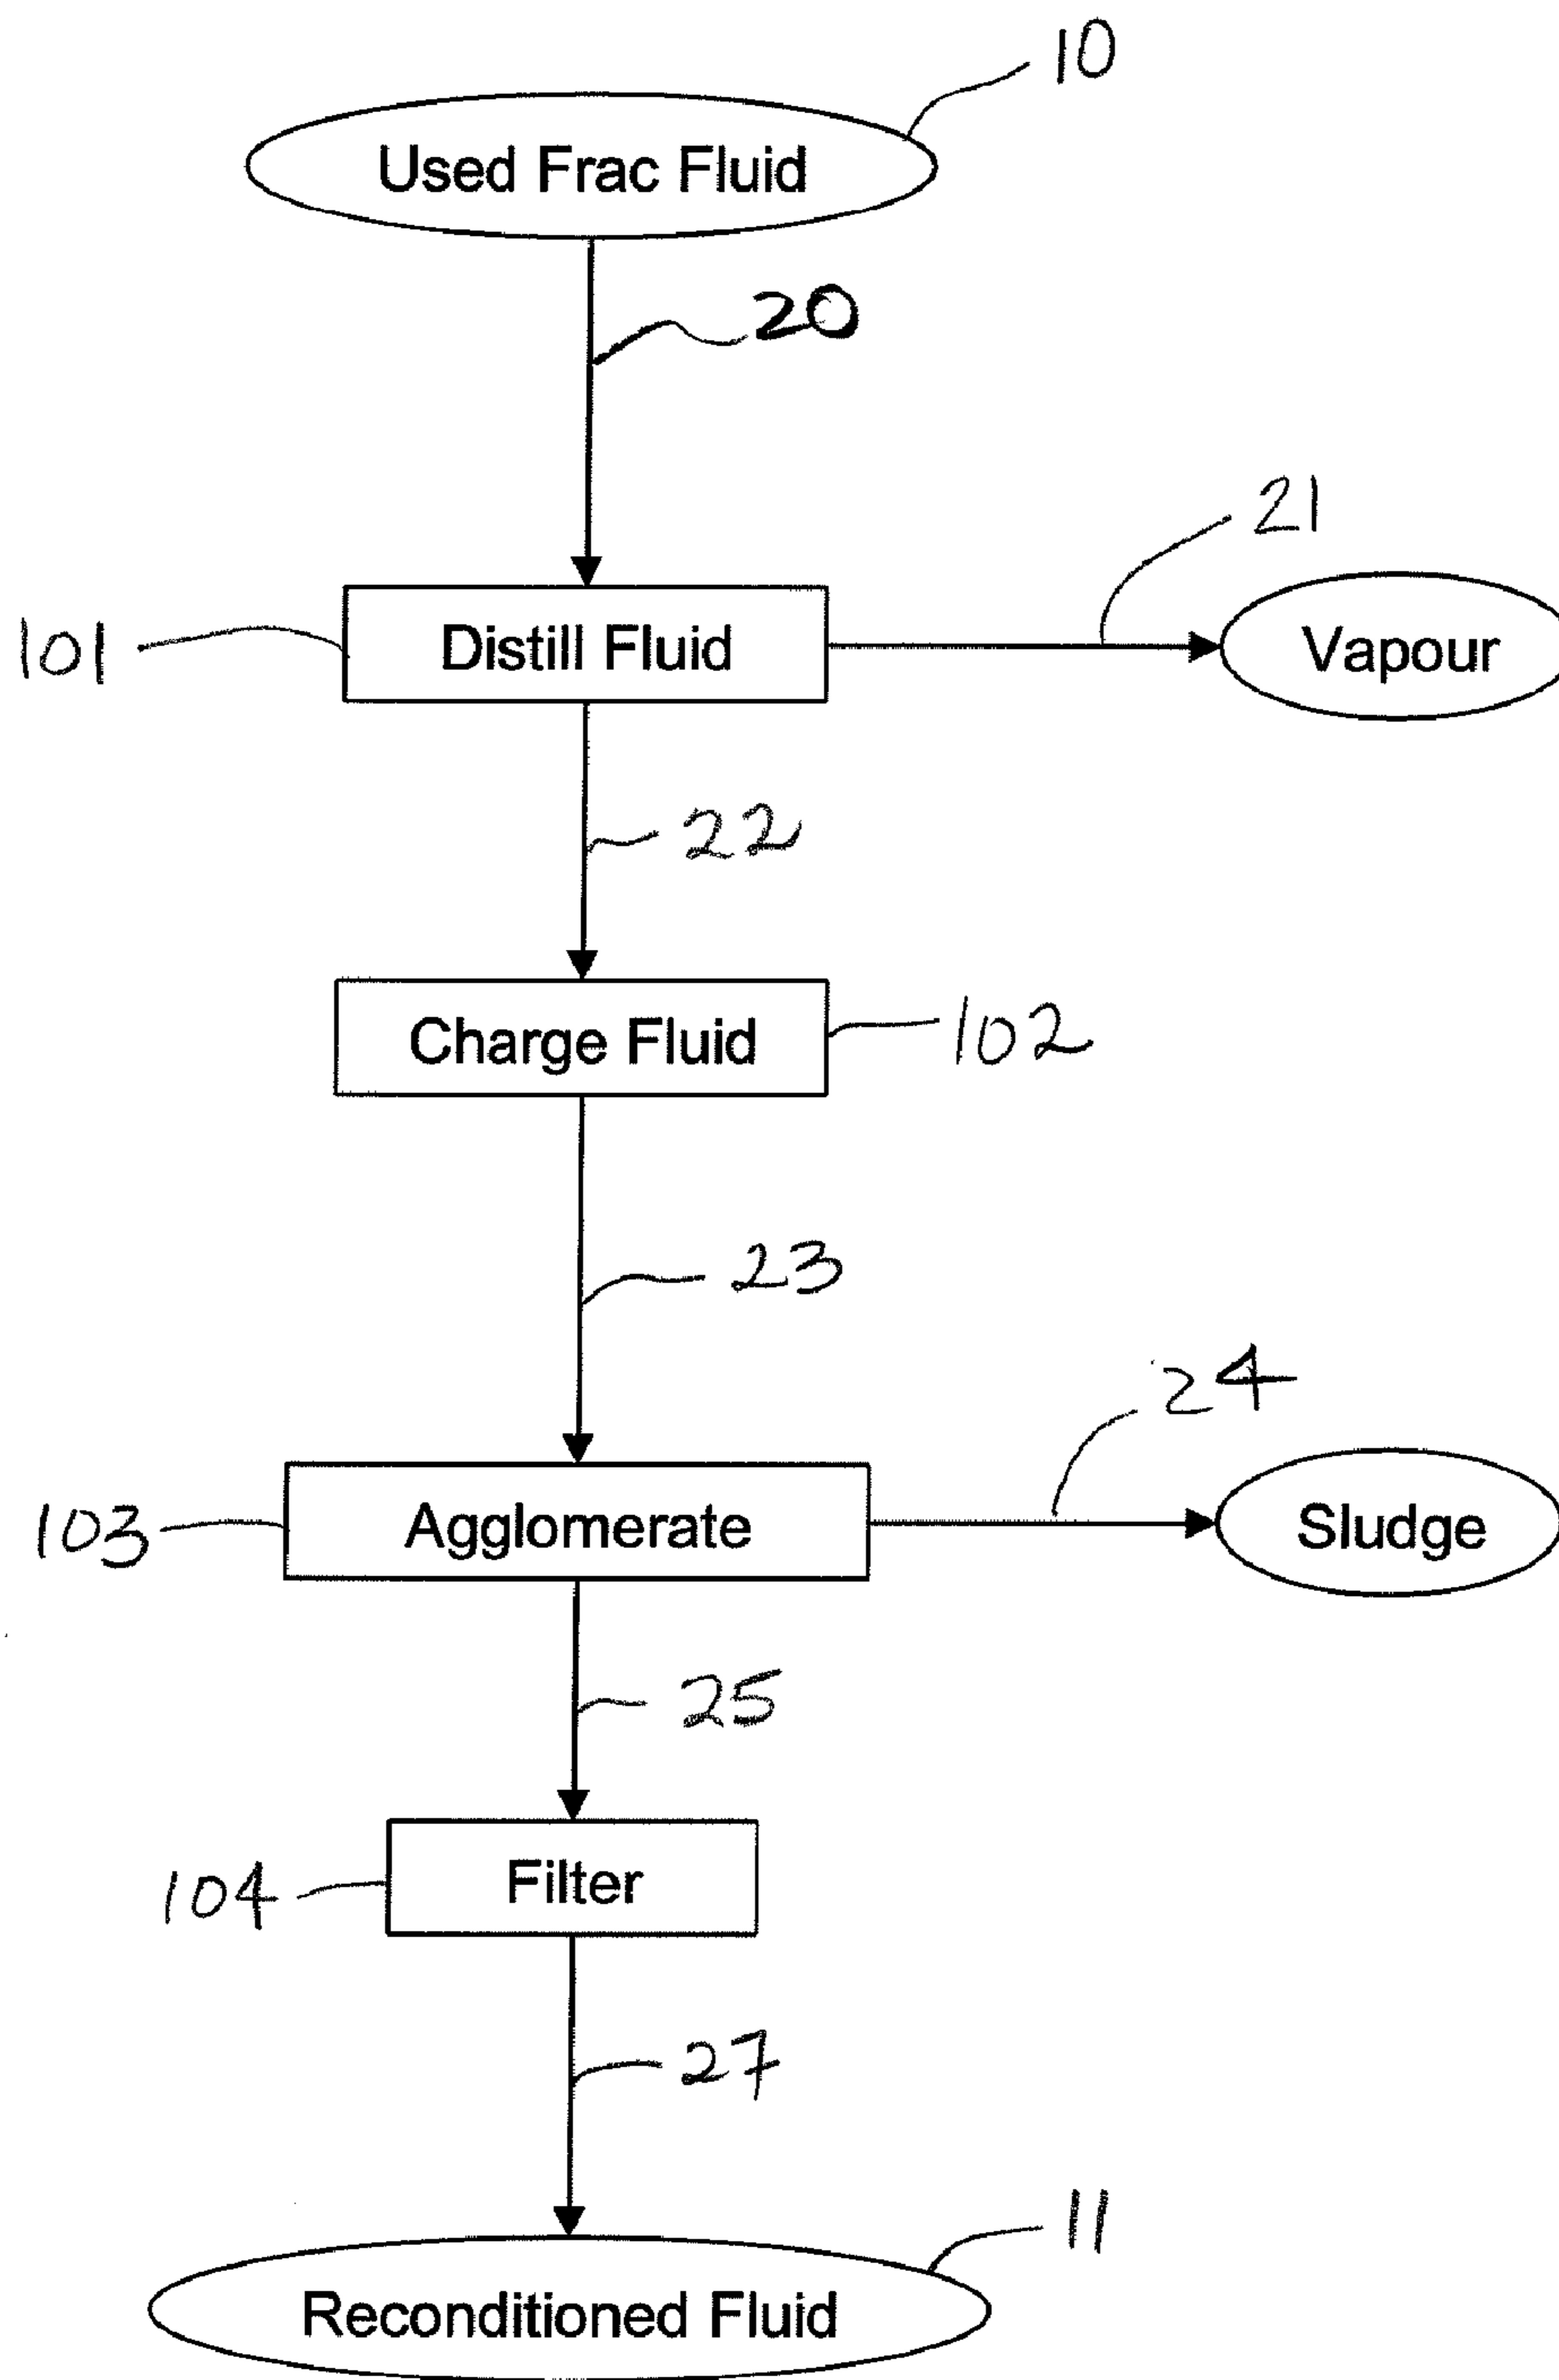 10
Used Frac Fluid
20
21
101
Distill Fluid
Vapour
22
Charge Fluid
102
23
24
103
Agglomerate
Sludge
25
104
Filter
27
11
Reconditioned Fluid